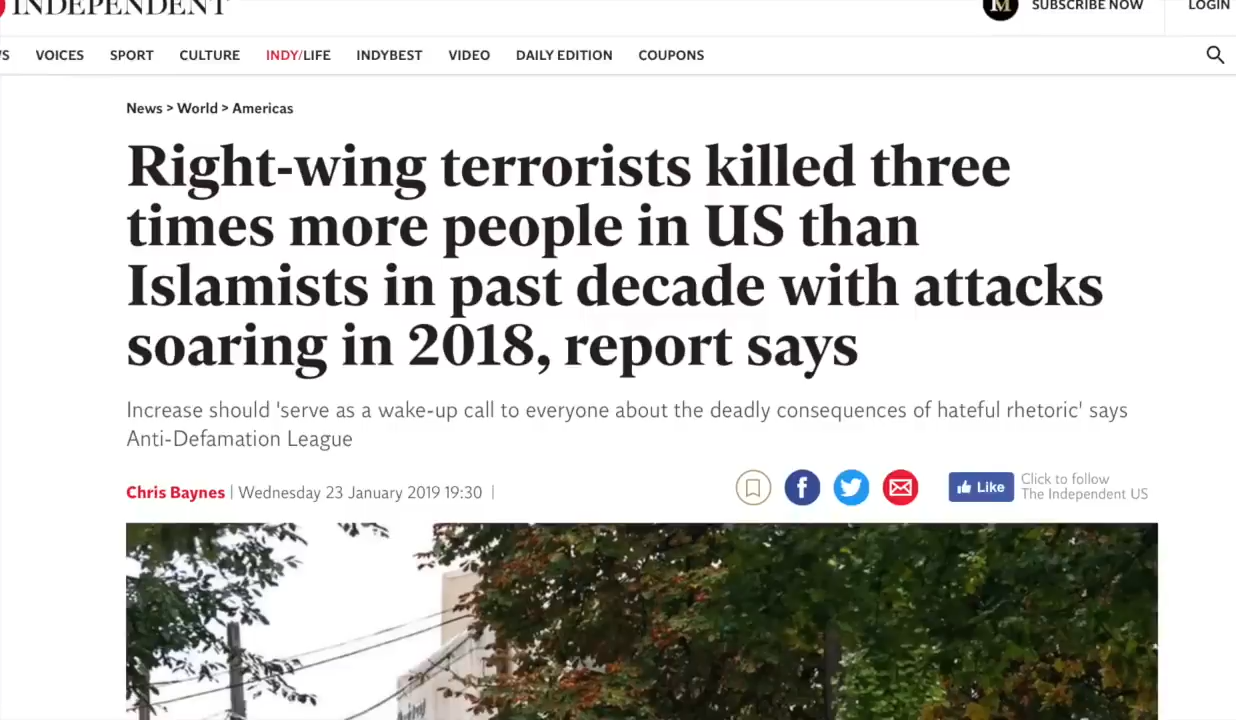 INDEPENDENT
M SUBSCRIBE NOW LOGIN
VOICES SPORT CULTURE INDY/LIFE INDYBEST VIDEO DAILY EDITION COUPONS
News > World > Americas
Right-wing terrorists killed three
times more people in US than
Islamists in past decade with attacks
soaring in 2018, report says
Increase should 'serve as a wake-up call to everyone about the deadly consequences of hateful rhetoric' says
Anti-Defamation League
Chris Baynes | Wednesday 23 January 2019 19:30 |
f Like Click to follow
The Independent US